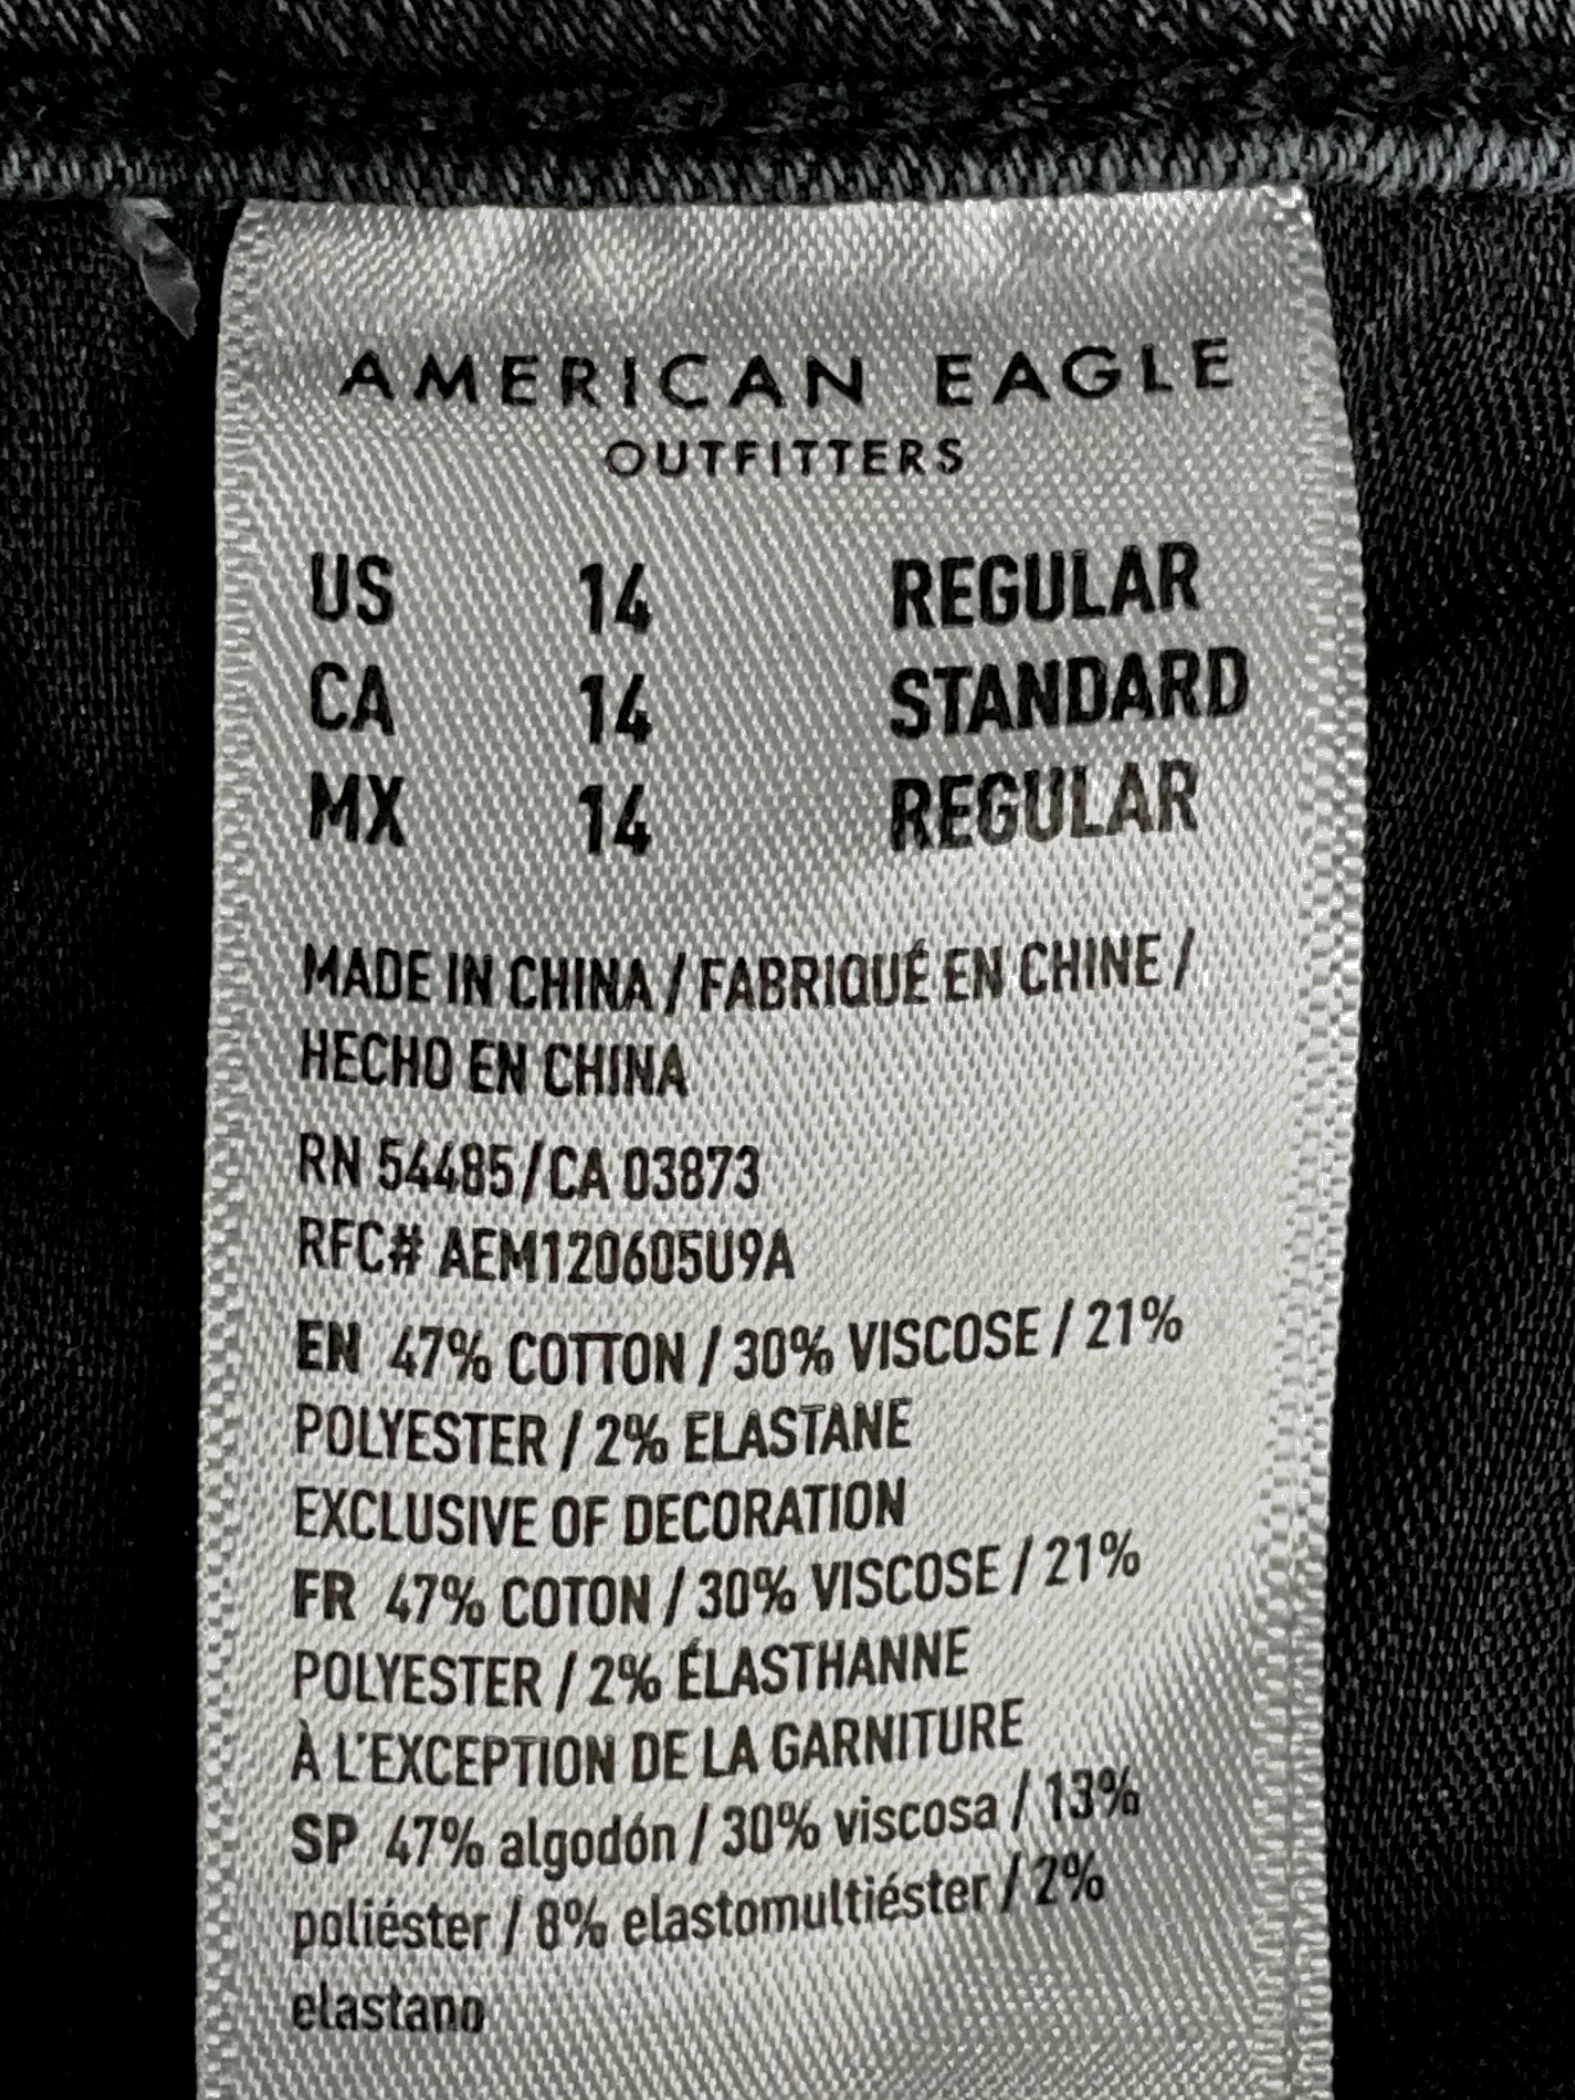 AMERICAN EAGLE
OUTFITTERS
US 14 REGULAR
CA 14 STANDARD
MX 14 REGULAR
MADE IN CHINA / FABRIQUÉ EN CHINE /
HECHO EN CHINA
RN 54485/CA 03873
RFC# AEM120605U9A
EN 47% COTTON / 30% VISCOSE / 21%
POLYESTER / 2% ELASTANE
EXCLUSIVE OF DECORATION
FR 47% COTON / 30% VISCOSE / 21%
POLYESTER / 2% ÉLASTHANNE
À L'EXCEPTION DE LA GARNITURE
SP 47% algodón / 30% viscosa / 13%
poliéster / 8% elastomultiéster / 2%
elastano